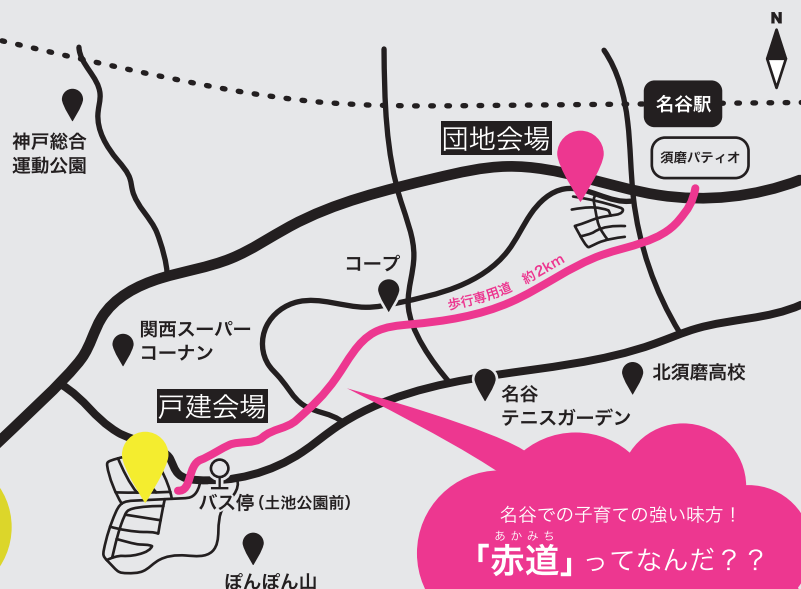 N
名谷駅
神戸総合
運動公園
団地会場
須磨パティオ
コープ
歩行専用道　約2km
関西スーパー
コーナン
北須磨高校
名谷
テニスガーデン
戸建会場
バス停（土池公園前）
名谷での子育ての強い味方！
あかみち
「赤道」ってなんだ？？
ぽんぽん山